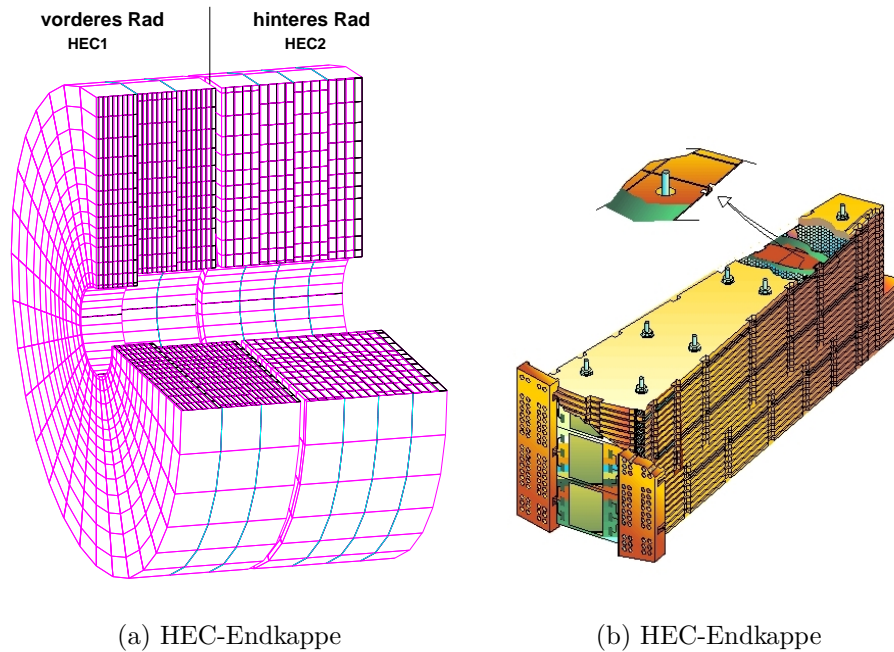 vorderes Rad
HEC1
hinteres Rad
HEC2
(a) HEC-Endkappe
(b) HEC-Endkappe